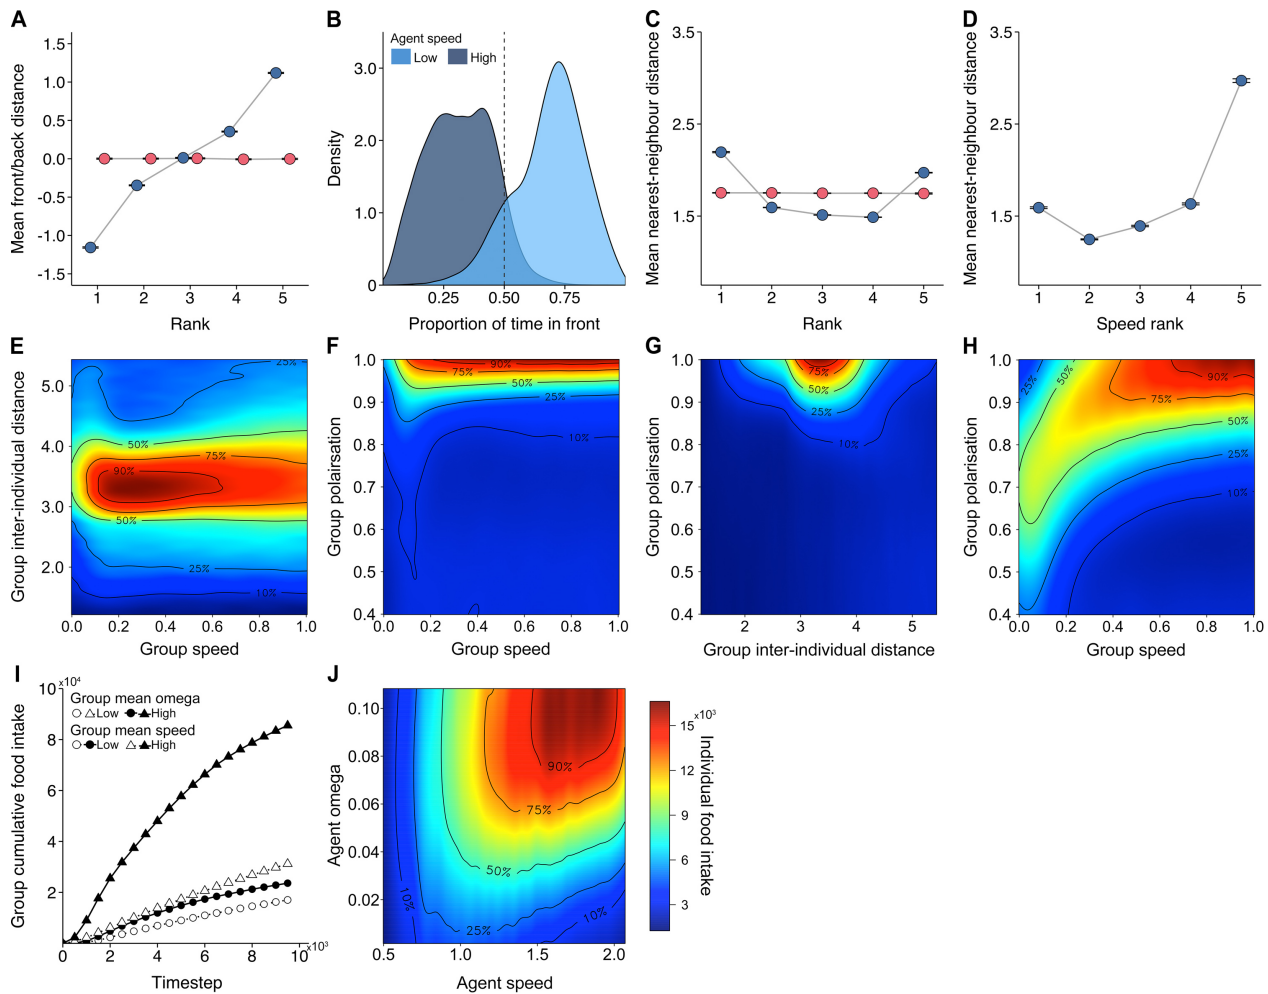 A
Mean front/back distance
1.5
1.0
0.5
0.0
-0.5
-1.0
-1.5
1 2 3 4 5
Rank
B
Agent speed
Low High
Density
3.0
2.0
1.0
0
0.25 0.50 0.75
Proportion of time in front
C
Mean nearest-neighbour distance
3.5
2.5
1.5
1 2 3 4 5
Rank
D
Mean nearest-neighbour distance
3.5
2.5
1.5
1 2 3 4 5
Speed rank
E
Group inter-individual distance
5.0
4.0
3.0
2.0
25%
50%
75%
90%
50%
25%
10%
0.0 0.2 0.4 0.6 0.8 1.0
Group speed
F
Group polairsation
1.0
0.9
0.8
0.7
0.6
0.5
0.4
90%
75%
50%
25%
10%
0.0 0.2 0.4 0.6 0.8 1.0
Group speed
G
Group polairsation
1.0
0.9
0.8
0.7
0.6
0.5
0.4
75%
50%
25%
10%
2 3 4 5
Group inter-individual distance
H
Group polarisation
1.0
0.9
0.8
0.7
0.6
0.5
0.4
25%
50%
90%
75%
50%
25%
10%
0.0 0.2 0.4 0.6 0.8 1.0
Group speed
I
Group cumulative food intake
10 x10⁴
8
6
4
2
Group mean omega
Low High
Group mean speed
Low High
0 2 4 6 8 10 x10³
Timestep
J
Agent omega
0.10
0.08
0.06
0.04
0.02
90%
75%
50%
10%
25%
10%
0.5 1.0 1.5 2.0
Agent speed
x10³
15
12
9
6
3
Individual food intake